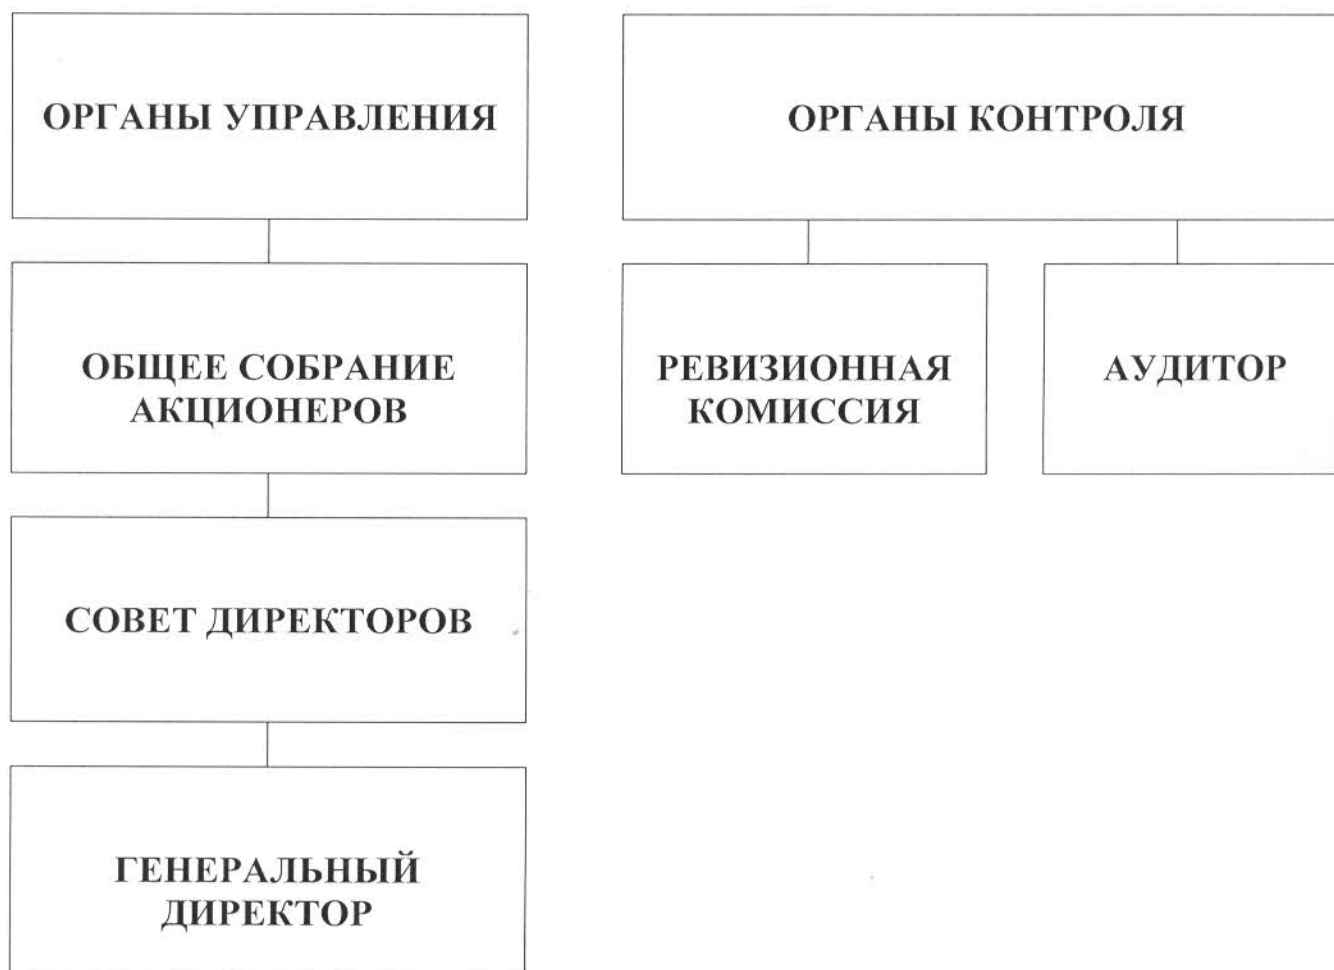 ОРГАНЫ УПРАВЛЕНИЯ
ОРГАНЫ КОНТРОЛЯ
ОБЩЕЕ СОБРАНИЕ
АКЦИОНЕРОВ
РЕВИЗИОННАЯ
КОМИССИЯ
АУДИТОР
СОВЕТ ДИРЕКТОРОВ
ГЕНЕРАЛЬНЫЙ
ДИРЕКТОР